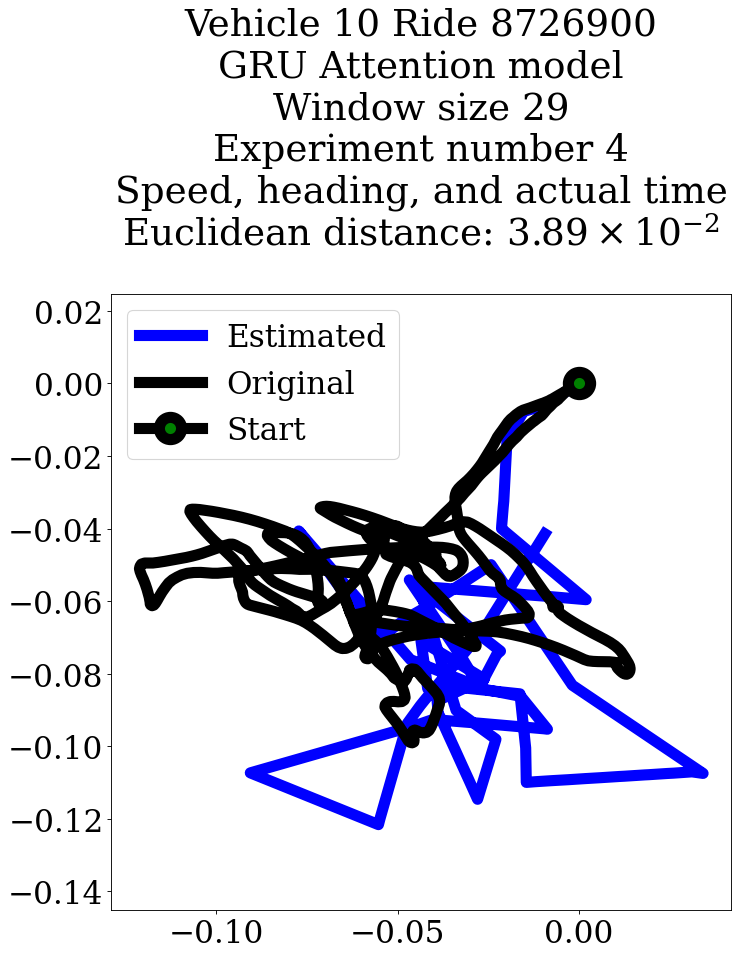 Vehicle 10 Ride 8726900
GRU Attention model
Window size 29
Experiment number 4
Speed, heading, and actual time
Euclidean distance: 3.89 × 10⁻²
0.02
0.00
−0.02
−0.04
−0.06
−0.08
−0.10
−0.12
−0.14
Estimated
Original
Start
−0.10
−0.05
0.00